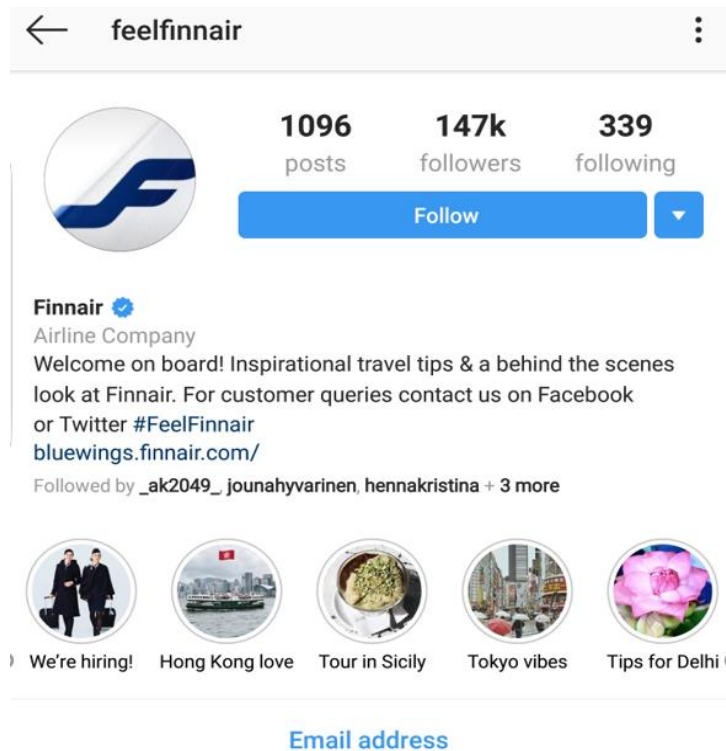 feelfinnair
1096 147k 339
posts followers following
Follow
Finnair
Airline Company
Welcome on board! Inspirational travel tips & a behind the scenes
look at Finnair. For customer queries contact us on Facebook
or Twitter #FeelFinnair
bluewings.finnair.com/
Followed by _ak2049_, jounahyvarinen, hennakristina + 3 more
We're hiring! Hong Kong love Tour in Sicily Tokyo vibes Tips for Delhi
Email address